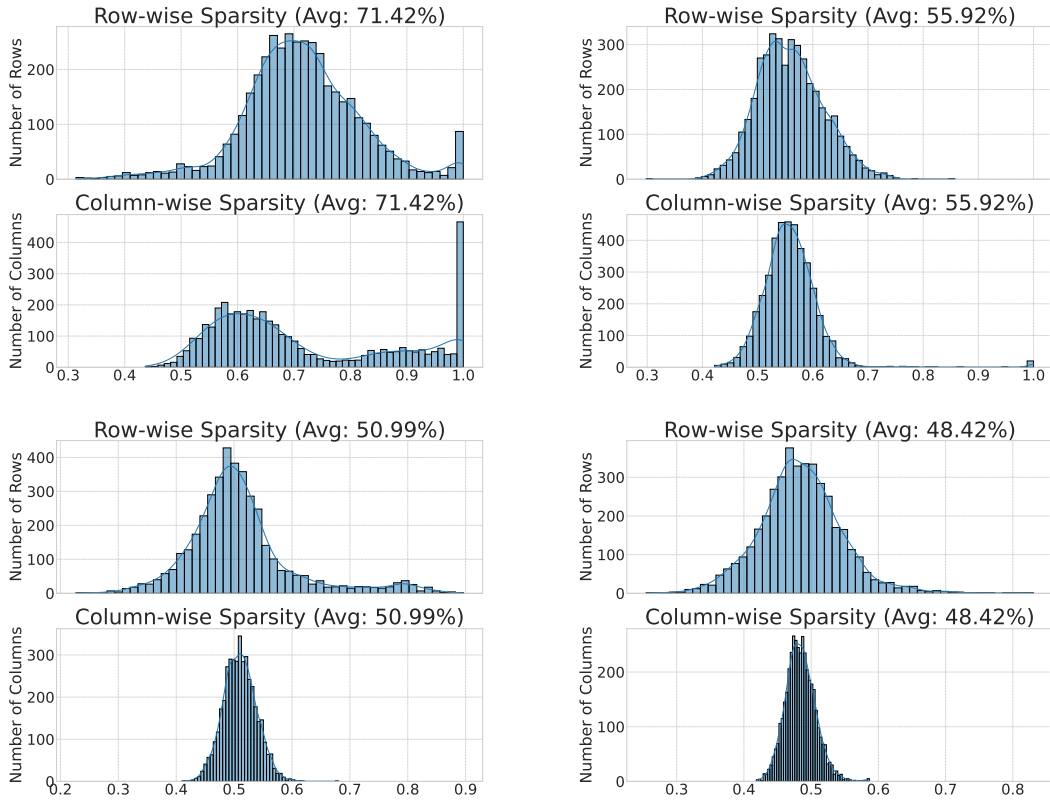 Row-wise Sparsity (Avg: 71.42%)
Number of Rows
200
100
0
Column-wise Sparsity (Avg: 71.42%)
Number of Columns
400
300
200
100
0
0.3 0.4 0.5 0.6 0.7 0.8 0.9 1.0
Row-wise Sparsity (Avg: 55.92%)
Number of Rows
300
200
100
0
Column-wise Sparsity (Avg: 55.92%)
Number of Columns
400
300
200
100
0
0.3 0.4 0.5 0.6 0.7 0.8 0.9 1.0
Row-wise Sparsity (Avg: 50.99%)
Number of Rows
400
300
200
100
0
Column-wise Sparsity (Avg: 50.99%)
Number of Columns
300
200
100
0
0.2 0.3 0.4 0.5 0.6 0.7 0.8 0.9
Row-wise Sparsity (Avg: 48.42%)
Number of Rows
300
200
100
0
Column-wise Sparsity (Avg: 48.42%)
Number of Columns
200
100
0
0.3 0.4 0.5 0.6 0.7 0.8